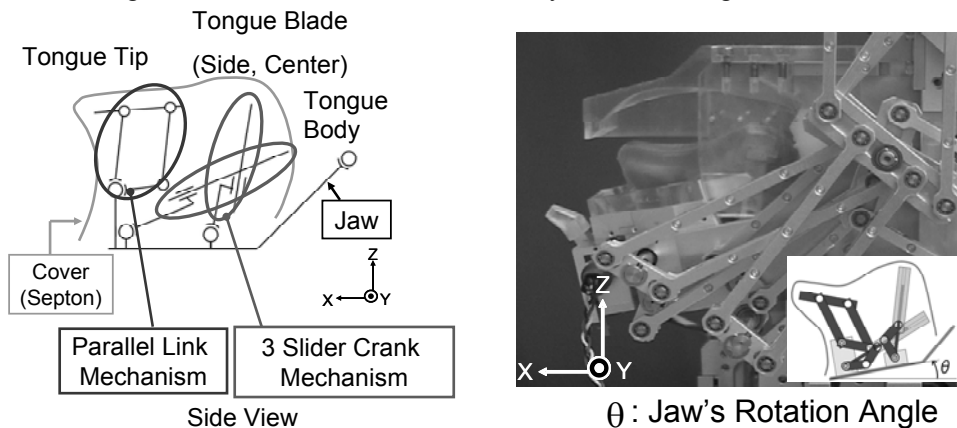 Tongue Blade
(Side, Center)
Tongue Tip
Tongue
Body
Jaw
Cover
(Septon)
Z
X
Y
Parallel Link
Mechanism
3 Slider Crank
Mechanism
Side View
Z
X
Y
θ
θ : Jaw's Rotation Angle